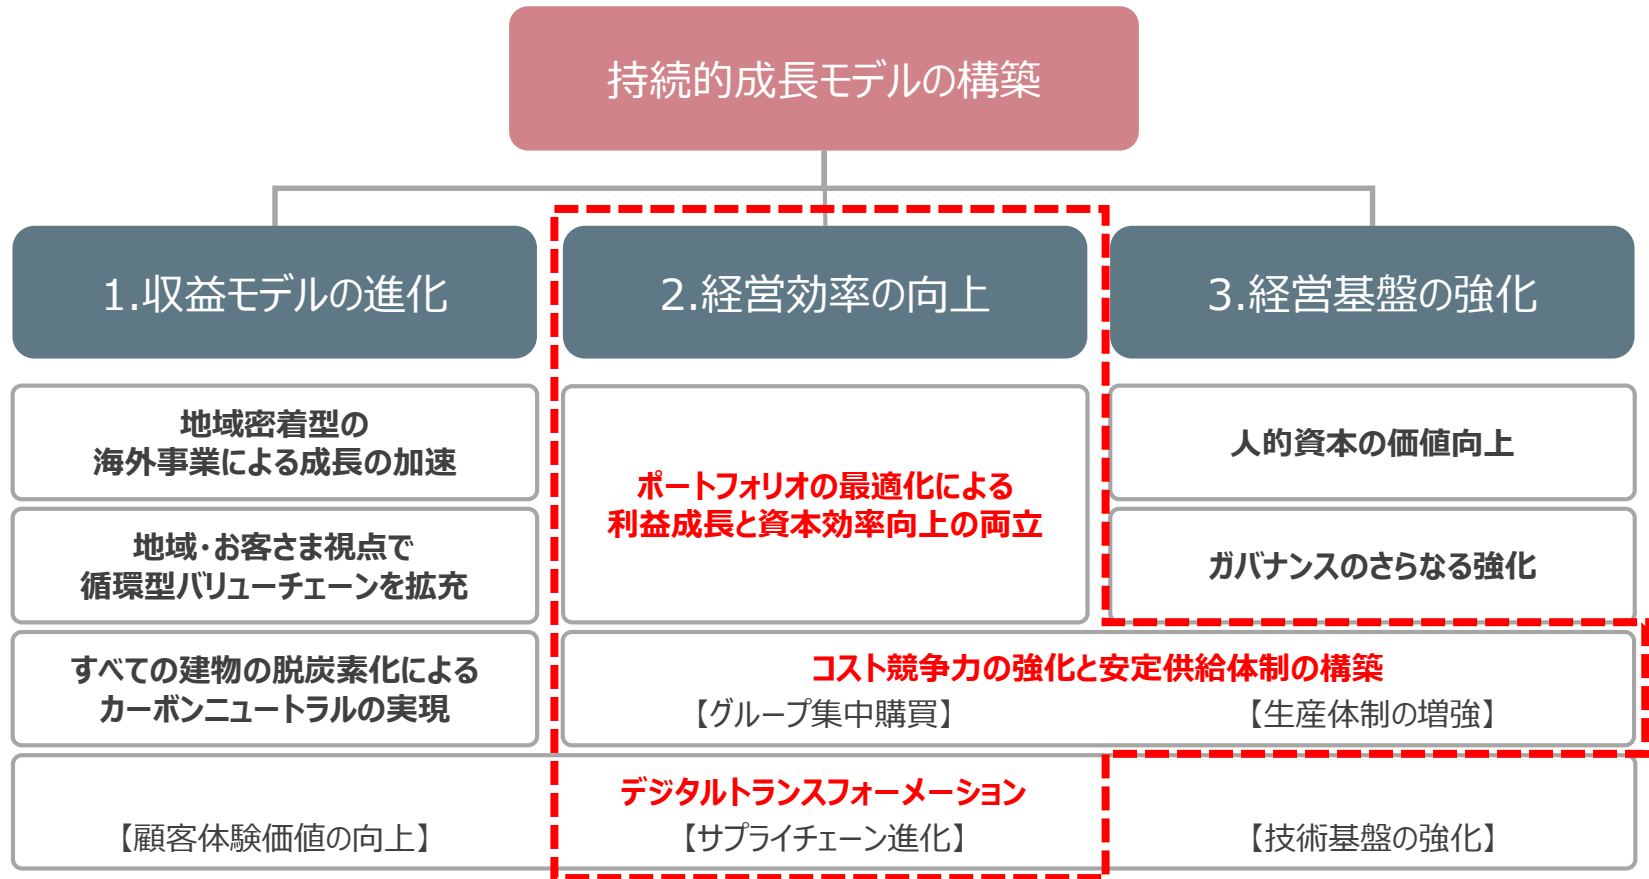 持続的成長モデルの構築
1.収益モデルの進化
2.経営効率の向上
3.経営基盤の強化
地域密着型の
海外事業による成長の加速
地域・お客さま視点で
循環型バリューチェーンを拡充
すべての建物の脱炭素化による
カーボンニュートラルの実現
ポートフォリオの最適化による
利益成長と資本効率向上の両立
人的資本の価値向上
ガバナンスのさらなる強化
コスト競争力の強化と安定供給体制の構築
【グループ集中購買】
【生産体制の増強】
デジタルトランスフォーメーション
【顧客体験価値の向上】
【サプライチェーン進化】
【技術基盤の強化】